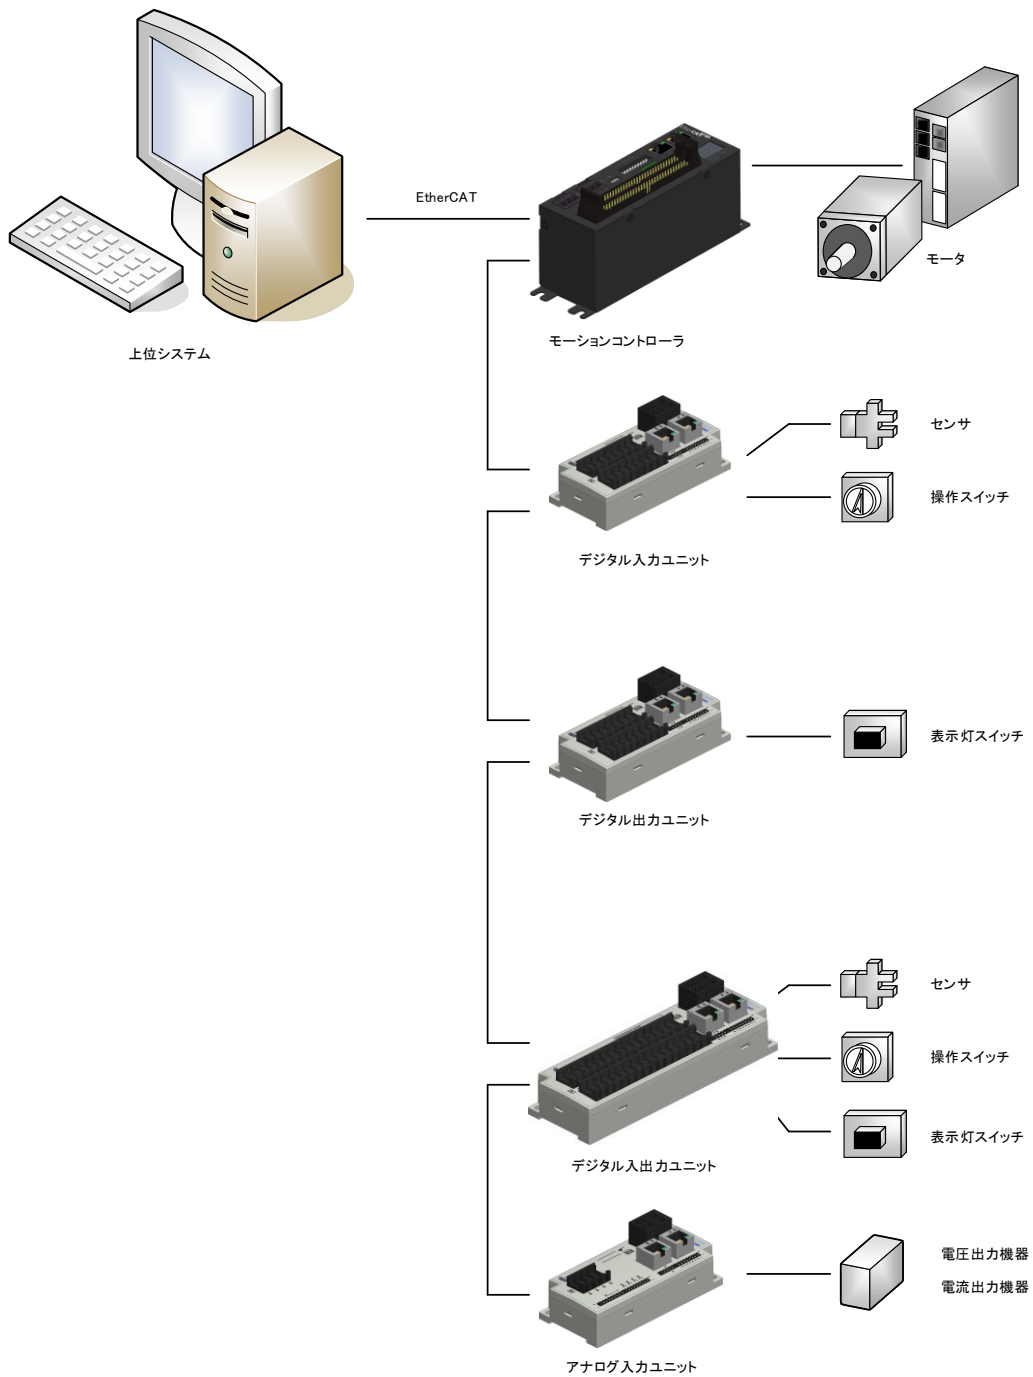 EtherCAT
モータ
上位システム
モーションコントローラ
センサ
操作スイッチ
デジタル入力ユニット
表示灯スイッチ
デジタル出力ユニット
センサ
操作スイッチ
表示灯スイッチ
デジタル入出力ユニット
電圧出力機器
電流出力機器
アナログ入力ユニット